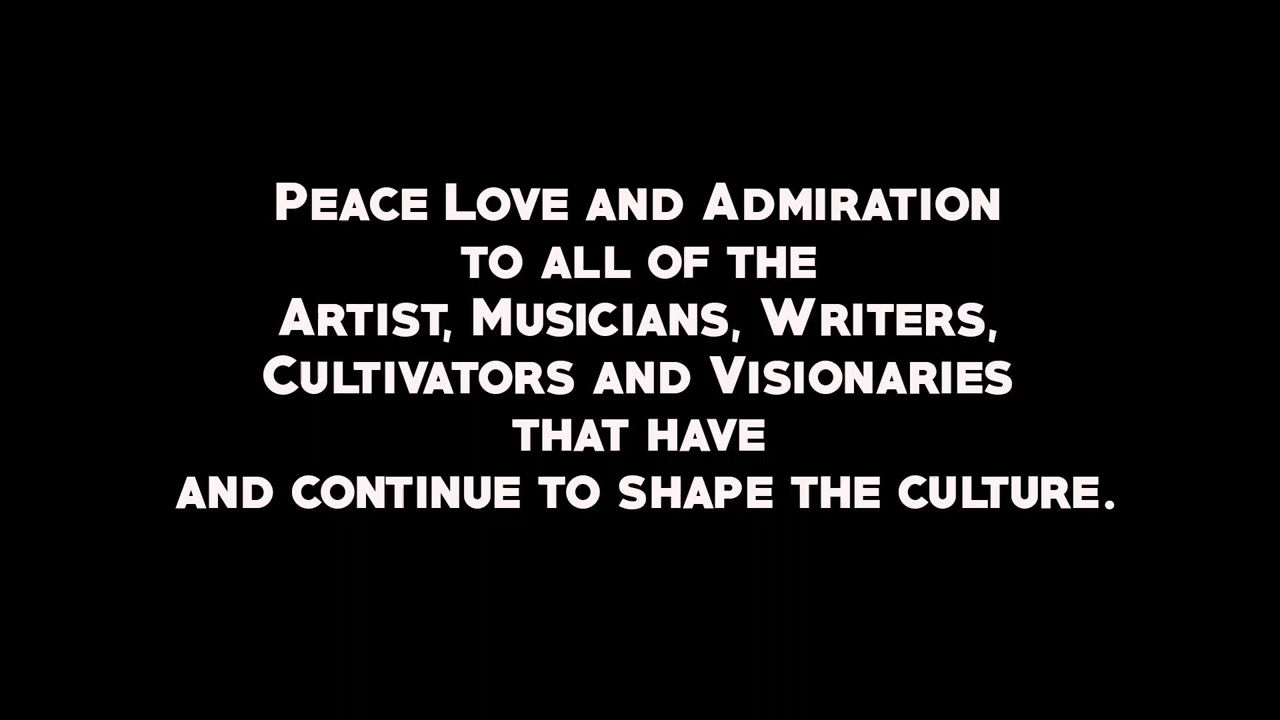 Peace Love and Admiration
to all of the
Artist, Musicians, Writers,
Cultivators and Visionaries
that have
and continue to shape the culture.